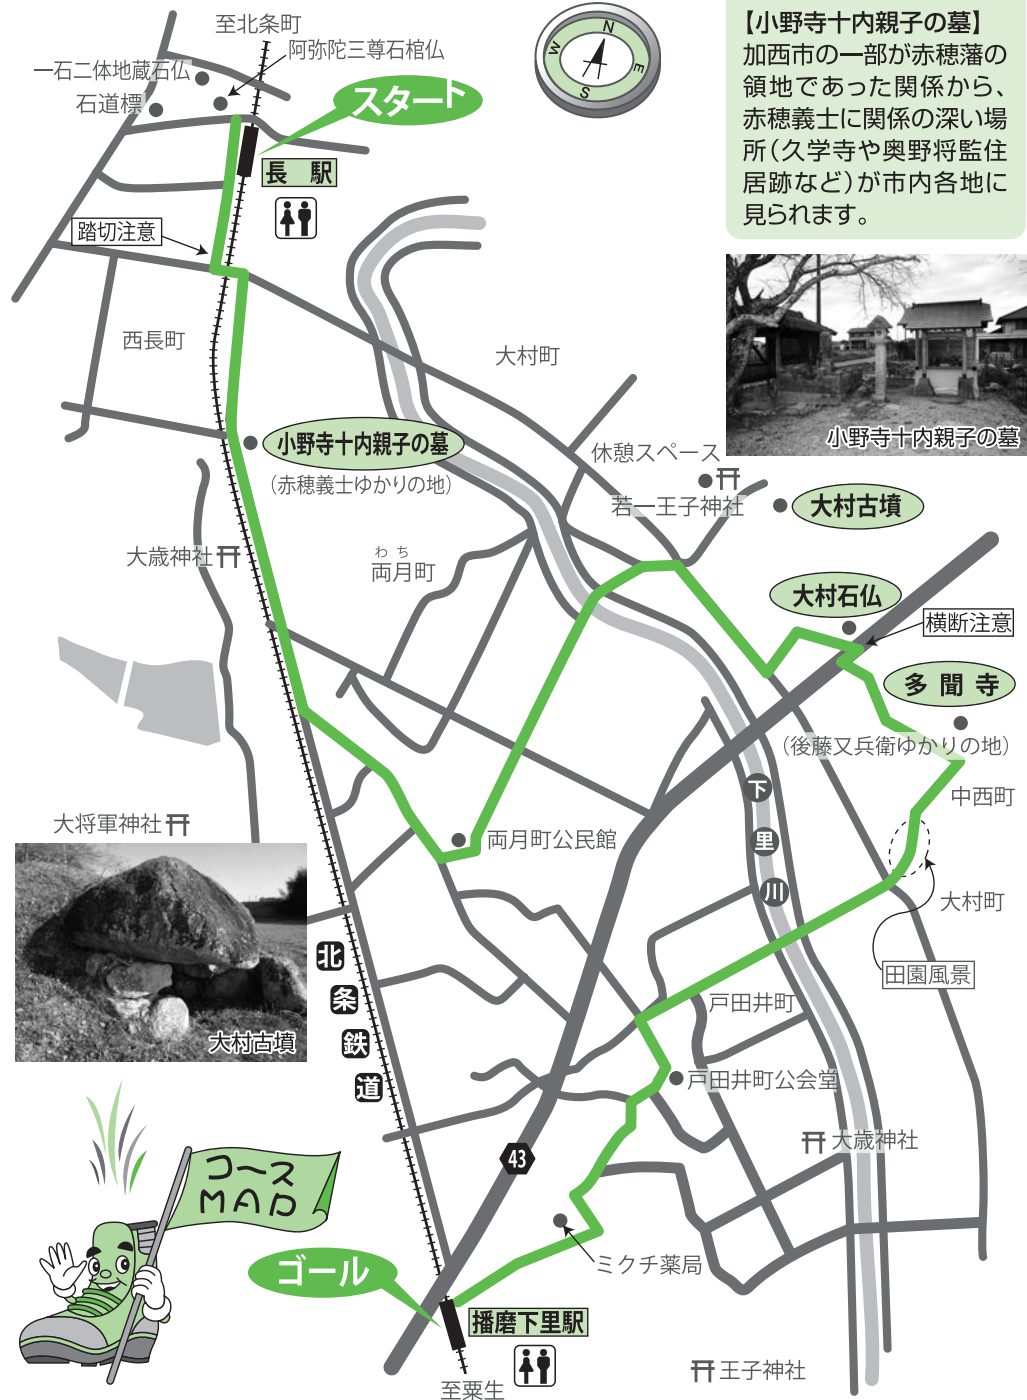 至北条町
阿弥陀三尊石棺仏
一石二体地蔵石仏
石道標
スタート
長 駅
踏切注意
N
W
E
S
【小野寺十内親子の墓】
加西市の一部が赤穂藩の
領地であった関係から、
赤穂義士に関係の深い場
所(久学寺や奥野将監住
居跡など)が市内各地に
見られます。
小野寺十内親子の墓
西長町
大村町
小野寺十内親子の墓
(赤穂義士ゆかりの地)
休憩スペース
若一王子神社
大村古墳
大歳神社
わ ち
両月町
大村石仏
横断注意
多 聞 寺
(後藤又兵衛ゆかりの地)
中西町
下
里
川
大将軍神社
両月町公民館
大村町
田園風景
大村古墳
北
条
鉄
道
戸田井町
戸田井町公会堂
大歳神社
43
コース
MAP
ミクチ薬局
ゴール
播磨下里駅
至粟生
王子神社